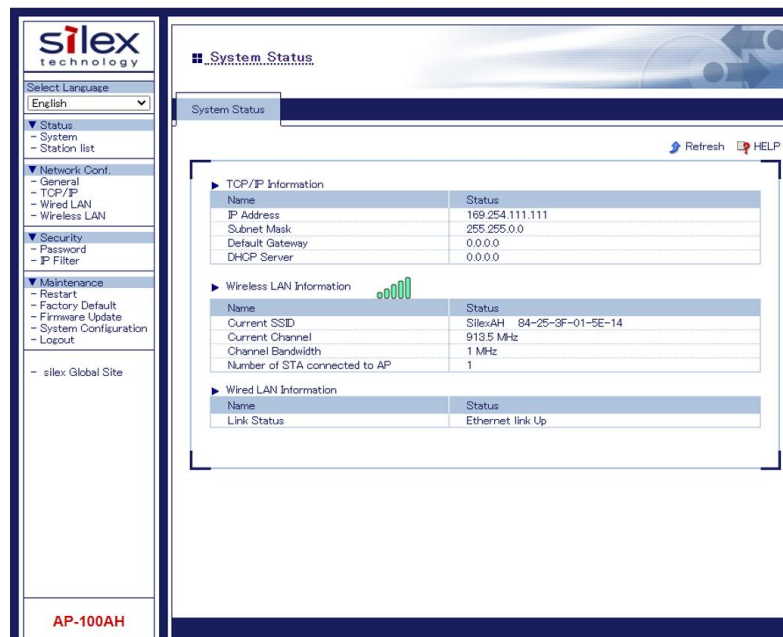 silex
technology
Select Language
English
▼ Status
- System
- Station list
▼ Network Conf.
- General
- TCP/IP
- Wired LAN
- Wireless LAN
▼ Security
- Password
- IP Filter
▼ Maintenance
- Restart
- Factory Default
- Firmware Update
- System Configuration
- Logout
- silex Global Site
AP-100AH
System Status
System Status
Refresh HELP
TCP/IP Information
Name Status
IP Address 169.254.111.111
Subnet Mask 255.255.0.0
Default Gateway 0.0.0.0
DHCP Server 0.0.0.0
Wireless LAN Information
Name Status
Current SSID SilexAH 84-25-3F-01-5E-14
Current Channel 913.5 MHz
Channel Bandwidth 1 MHz
Number of STA connected to AP 1
Wired LAN Information
Name Status
Link Status Ethernet link Up